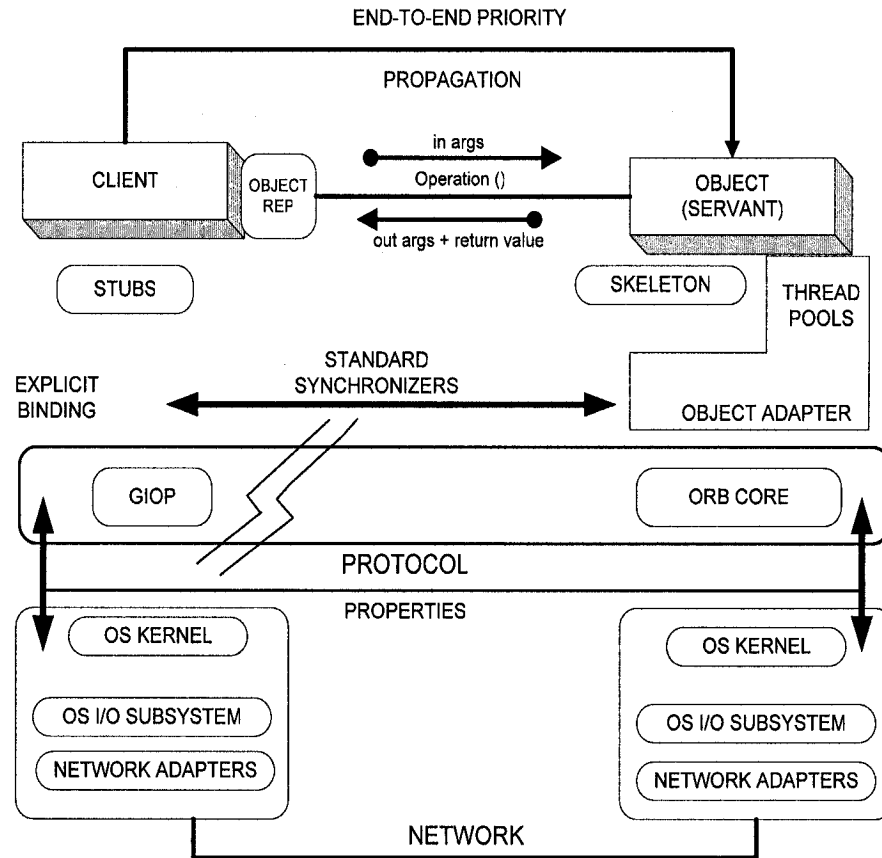 END-TO-END PRIORITY
PROPAGATION
CLIENT
OBJECT
REP
in args
Operation ()
out args + return value
OBJECT
(SERVANT)
STUBS
SKELETON
THREAD
POOLS
EXPLICIT
BINDING
STANDARD
SYNCHRONIZERS
OBJECT ADAPTER
GIOP
ORB CORE
PROTOCOL
PROPERTIES
OS KERNEL
OS I/O SUBSYSTEM
NETWORK ADAPTERS
OS KERNEL
OS I/O SUBSYSTEM
NETWORK ADAPTERS
NETWORK